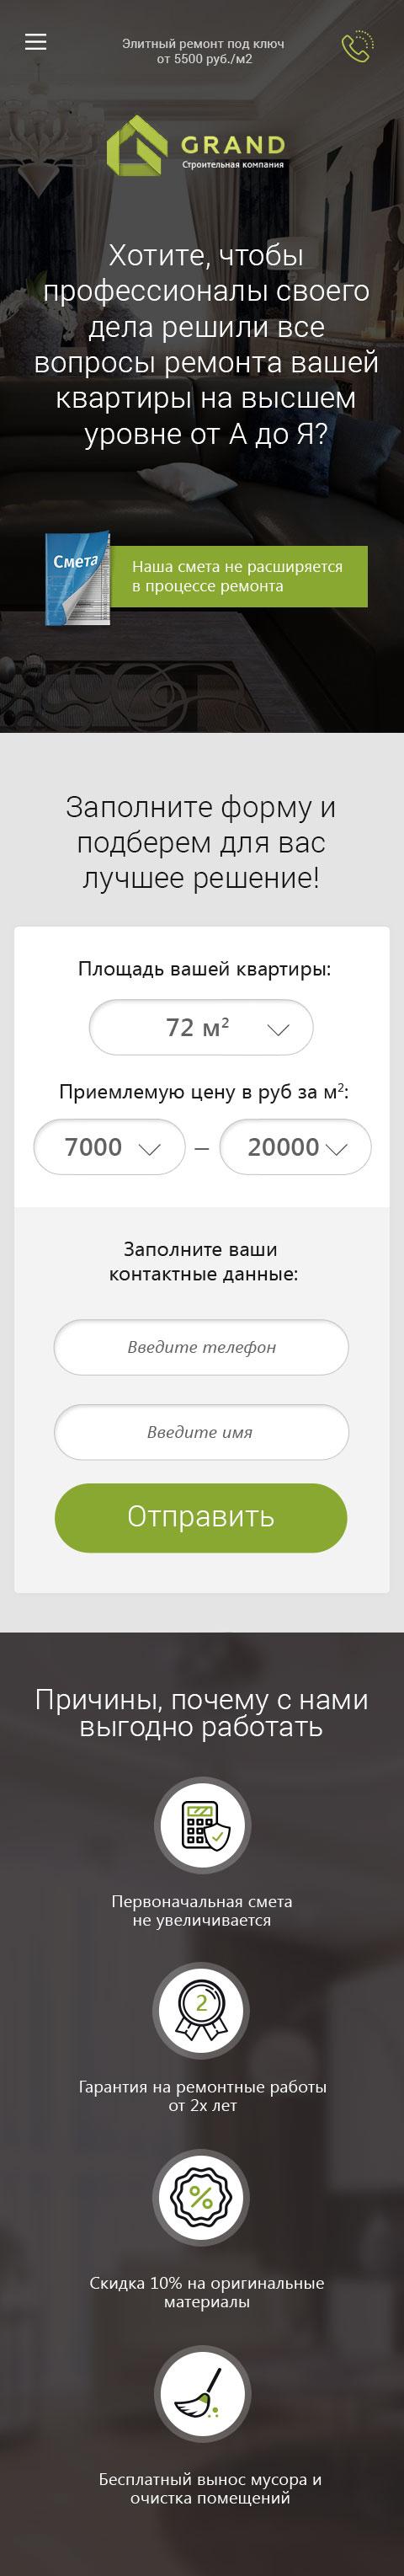 Элитный ремонт под ключ
от 5500 руб./м2
GRAND
Строительная компания
Хотите, чтобы
профессионалы своего
дела решили все
вопросы ремонта вашей
квартиры на высшем
уровне от А до Я?
Смета
Наша смета не расширяется
в процессе ремонта
Заполните форму и
подберем для вас
лучшее решение!
Площадь вашей квартиры:
72 м²
Приемлемую цену в руб за м²:
7000 — 20000
Заполните ваши
контактные данные:
Введите телефон
Введите имя
Отправить
Причины, почему с нами
выгодно работать
Первоначальная смета
не увеличивается
2
Гарантия на ремонтные работы
от 2х лет
%
Скидка 10% на оригинальные
материалы
Бесплатный вынос мусора и
очистка помещений